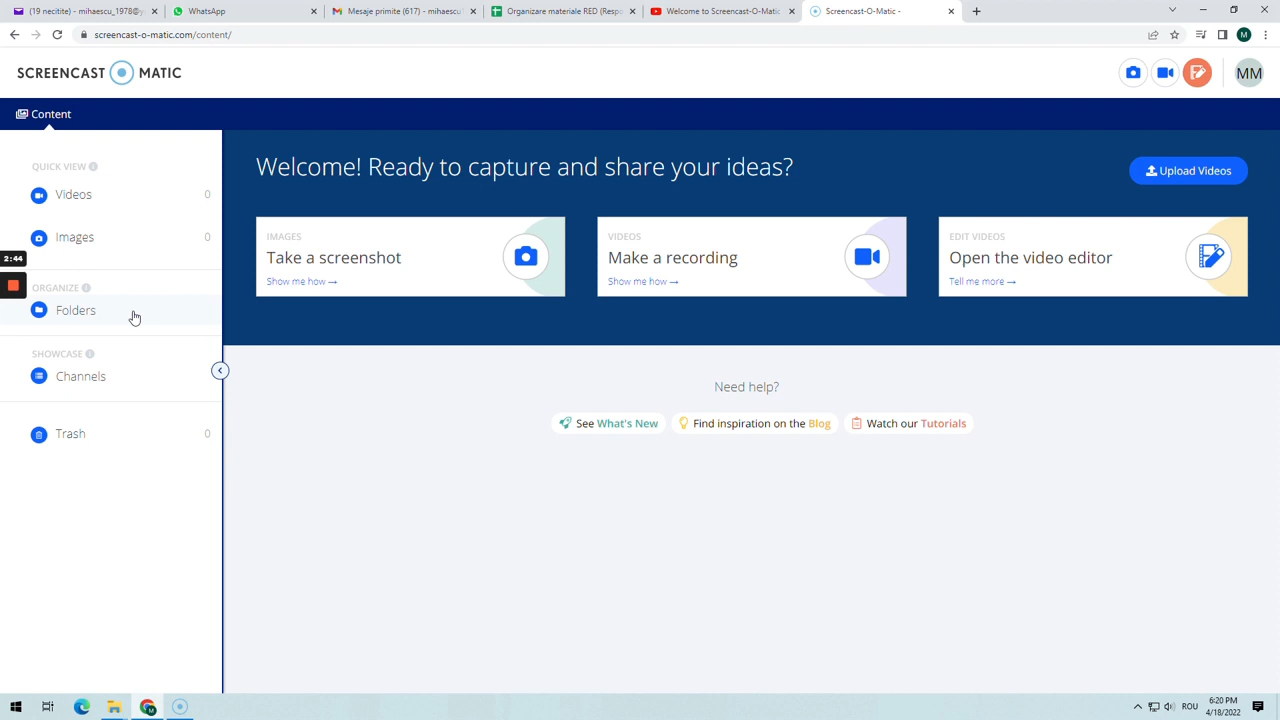 (19 necitite) - mihaescu_1978@y
WhatsApp
Mesaje primite (617) - mihaescu
Organizare materiale RED (Respo
Welcome to Screencast-O-Matic
Screencast-O-Matic -
screencast-o-matic.com/content/
M
SCREENCAST MATIC
MM
Content
QUICK VIEW
Welcome! Ready to capture and share your ideas?
Upload Videos
Videos 0
Images 0
IMAGES
Take a screenshot
Show me how →
VIDEOS
Make a recording
Show me how →
EDIT VIDEOS
Open the video editor
Tell me more →
2:44
ORGANIZE
Folders
SHOWCASE
Channels
Trash 0
Need help?
See What's New
Find inspiration on the Blog
Watch our Tutorials
ROU
6:20 PM
4/18/2022